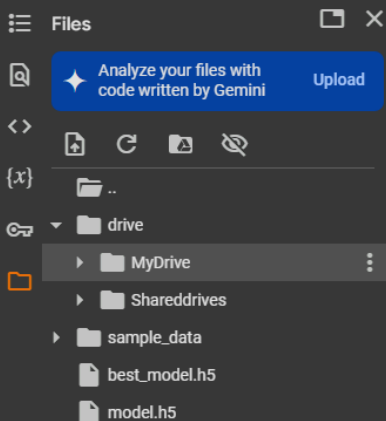 Files
Analyze your files with
code written by Gemini
Upload
{x}
..
drive
MyDrive
Shareddrives
sample_data
best_model.h5
model.h5